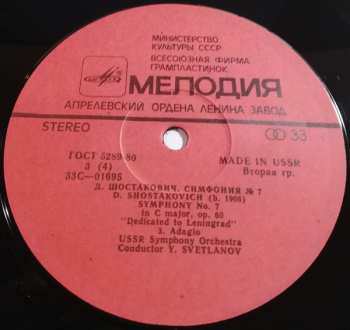 МИНИСТЕРСТВО
КУЛЬТУРЫ СССР
ВСЕСОЮЗНАЯ ФИРМА
ГРАМПЛАСТИНОК
МЕЛОДИЯ
АПРЕЛЕВСКИЙ ОРДЕНА ЛЕНИНА ЗАВОД
STEREO
33
ГОСТ 5289-80
MADE IN USSR
3 (4)
Вторая гр.
33С—01695
Д. ШОСТАКОВИЧ. СИМФОНИЯ № 7
D. SHOSTAKOVICH (b. 1906)
SYMPHONY No. 7
in C major, op. 60
"Dedicated to Leningrad"
3. Adagio
USSR Symphony Orchestra
Conductor Y. SVETLANOV